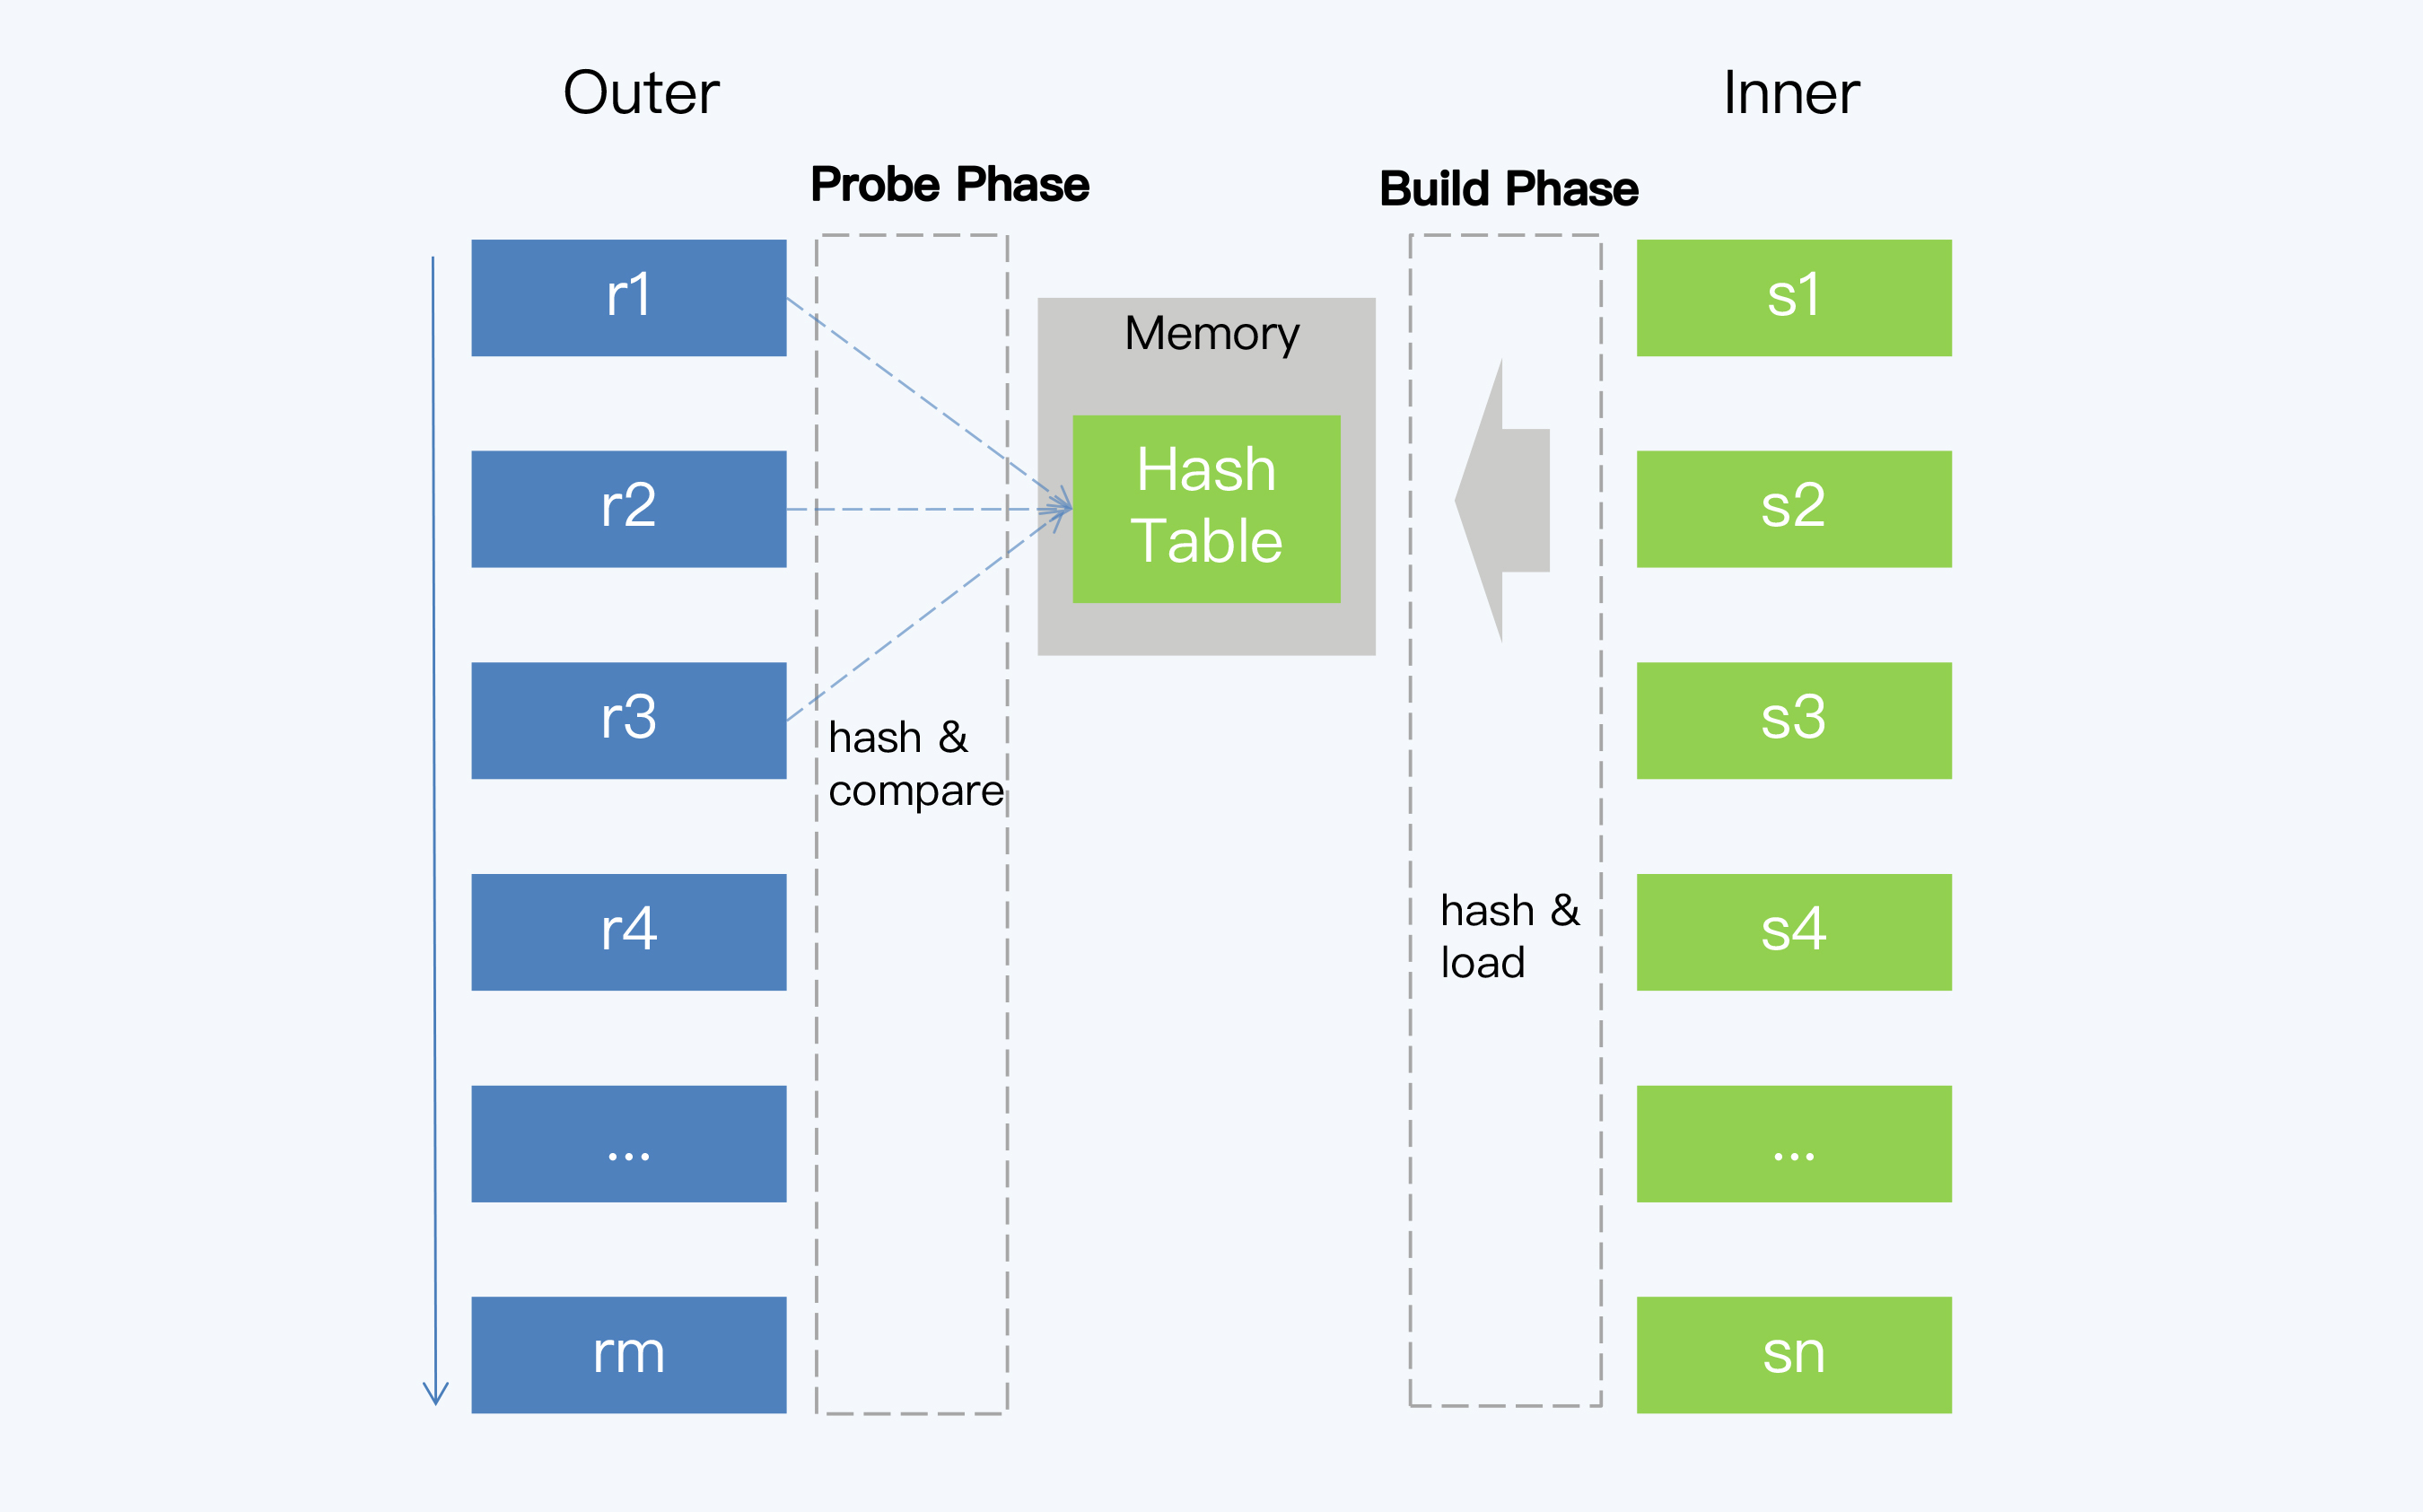 Outer
Inner
Probe Phase
Build Phase
r1
r2
r3
r4
...
rm
hash &
compare
Memory
Hash
Table
hash &
load
s1
s2
s3
s4
...
sn